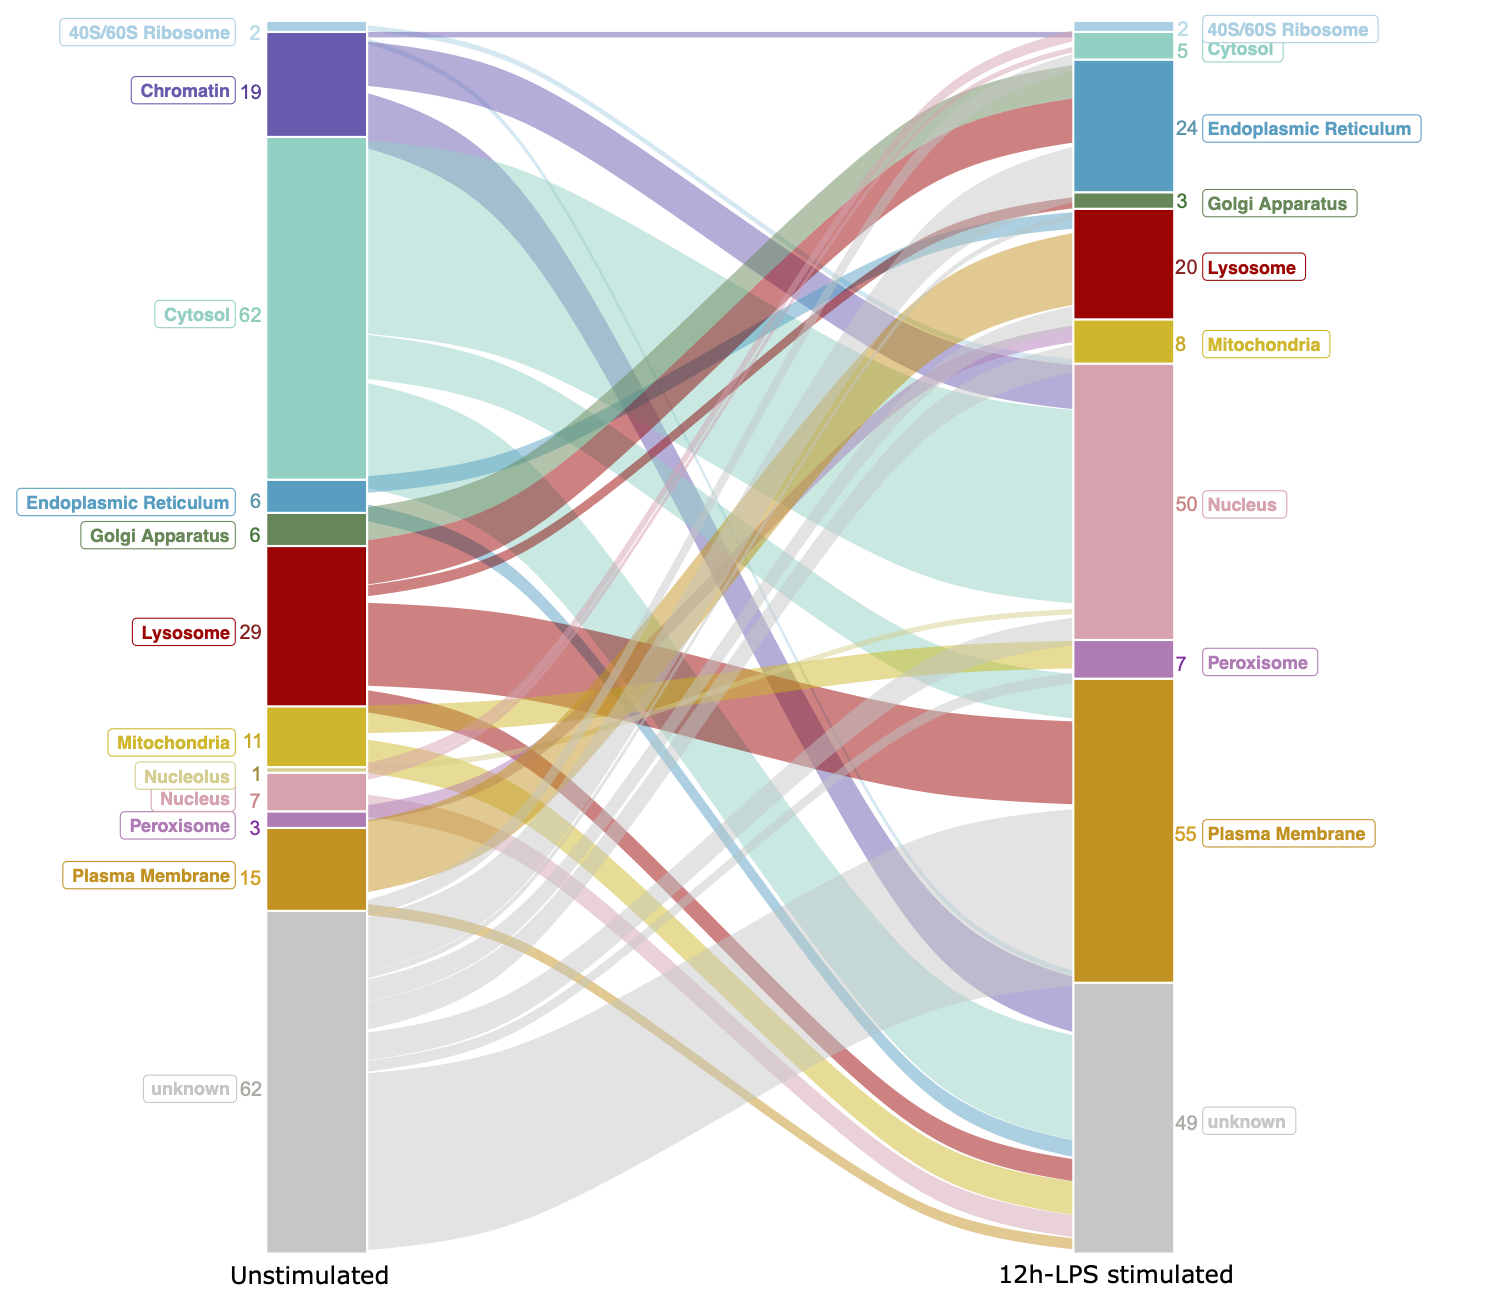 40S/60S Ribosome 2
Chromatin 19
Cytosol 62
Endoplasmic Reticulum 6
Golgi Apparatus 6
Lysosome 29
Mitochondria 11
Nucleolus 1
Nucleus 7
Peroxisome 3
Plasma Membrane 15
unknown 62
Unstimulated
2 40S/60S Ribosome
5 Cytosol
24 Endoplasmic Reticulum
3 Golgi Apparatus
20 Lysosome
8 Mitochondria
50 Nucleus
7 Peroxisome
55 Plasma Membrane
49 unknown
12h-LPS stimulated